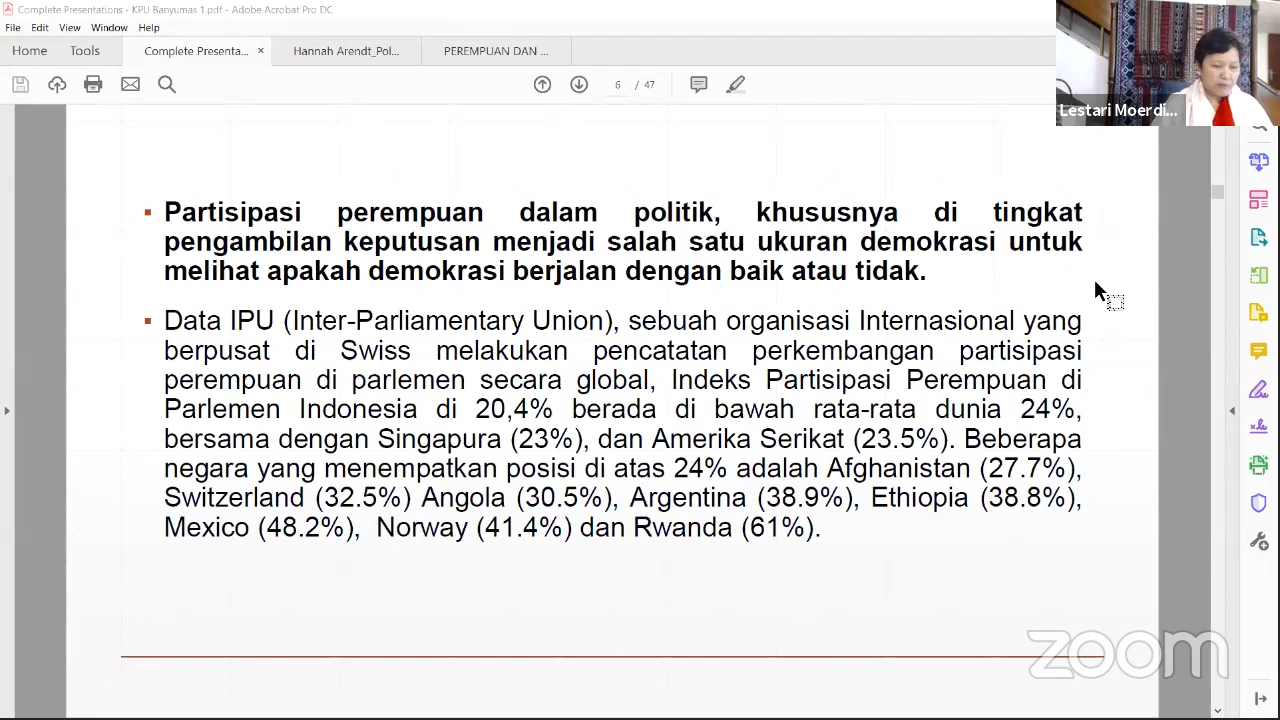 Complete Presentations - KPU Banyumas 1.pdf - Adobe Acrobat Pro DC
File Edit View Window Help
Home Tools Complete Presenta... × Hannah Arendt_Pol... PEREMPUAN DAN ...
6 / 47
Lestari Moerdi...
▪ Partisipasi perempuan dalam politik, khususnya di tingkat
pengambilan keputusan menjadi salah satu ukuran demokrasi untuk
melihat apakah demokrasi berjalan dengan baik atau tidak.
▪ Data IPU (Inter-Parliamentary Union), sebuah organisasi Internasional yang
berpusat di Swiss melakukan pencatatan perkembangan partisipasi
perempuan di parlemen secara global, Indeks Partisipasi Perempuan di
Parlemen Indonesia di 20,4% berada di bawah rata-rata dunia 24%,
bersama dengan Singapura (23%), dan Amerika Serikat (23.5%). Beberapa
negara yang menempatkan posisi di atas 24% adalah Afghanistan (27.7%),
Switzerland (32.5%) Angola (30.5%), Argentina (38.9%), Ethiopia (38.8%),
Mexico (48.2%), Norway (41.4%) dan Rwanda (61%).
zoom